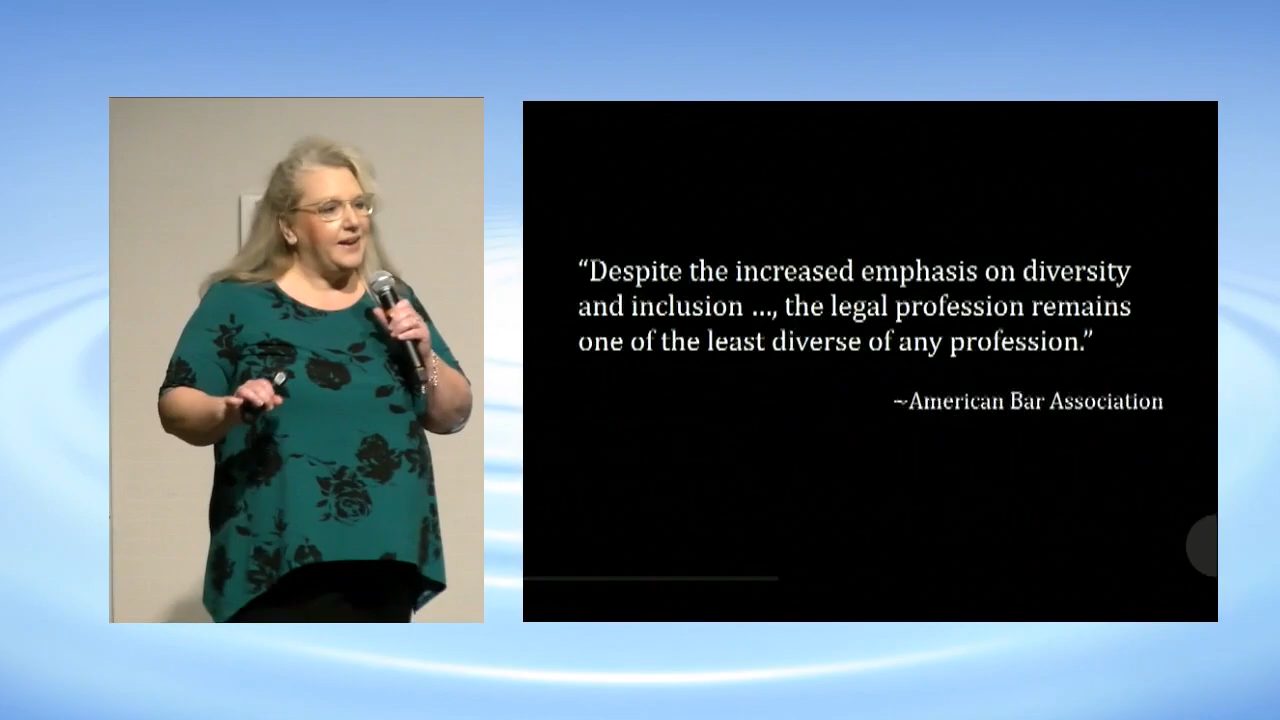 “Despite the increased emphasis on diversity
and inclusion ..., the legal profession remains
one of the least diverse of any profession.”
~American Bar Association